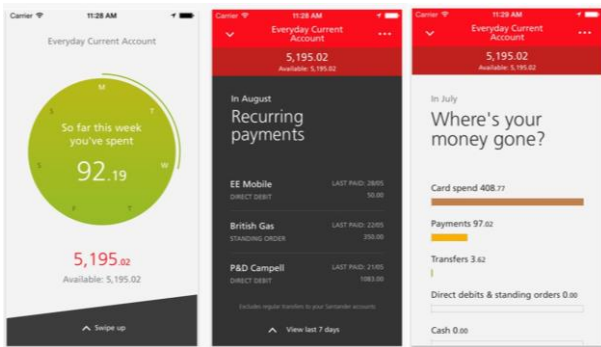 Carrier 11:28 AM
Everyday Current Account
M
S T
So far this week
you've spent
92.19
S W
F T
5,195.02
Available: 5,195.02
Swipe up
Carrier 11:28 AM
Everyday Current
Account
5,195.02
Available: 5,195.02
In August
Recurring
payments
EE Mobile LAST PAID: 28/05
DIRECT DEBIT 50.00
British Gas LAST PAID: 22/05
STANDING ORDER 350.00
P&D Campell LAST PAID: 21/05
DIRECT DEBIT 1083.00
Excludes regular transfers to your Santander accounts
View last 7 days
Carrier 11:29 AM
Everyday Current
Account
5,195.02
Available: 5,195.02
In July
Where's your
money gone?
Card spend 408.77
Payments 97.02
Transfers 3.62
Direct debits & standing orders 0.00
Cash 0.00